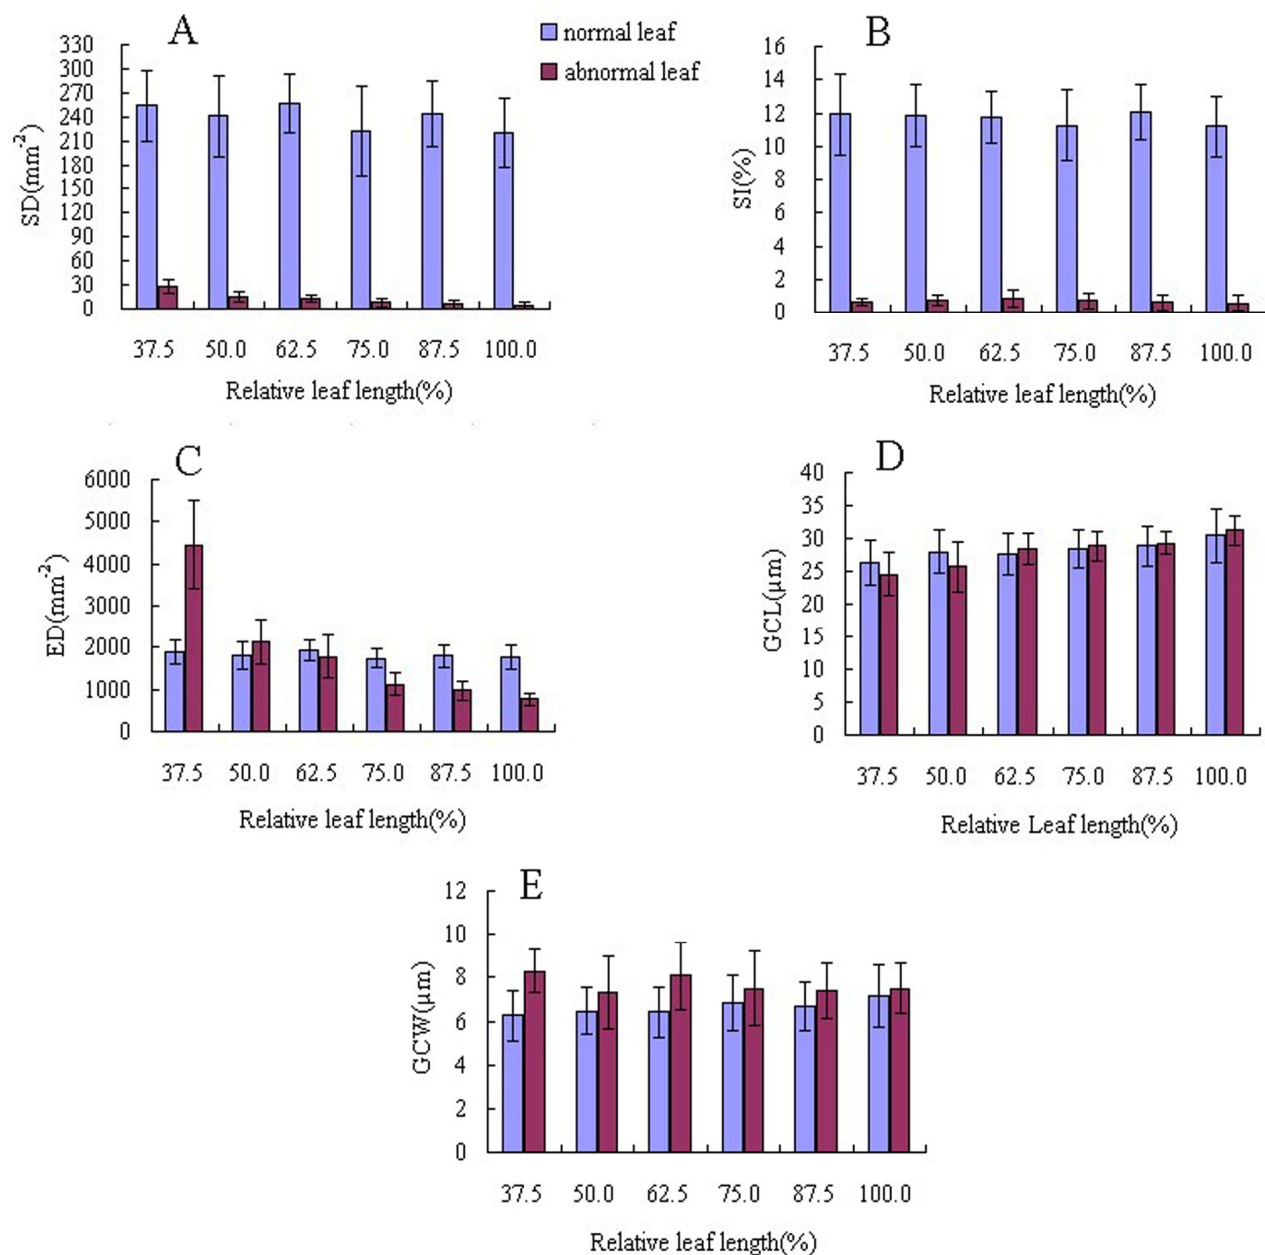 A
normal leaf
abnormal leaf
330
300
270
240
210
180
150
120
90
60
30
0
SD(mm-2)
37.5 50.0 62.5 75.0 87.5 100.0
Relative leaf length(%)
B
16
14
12
10
8
6
4
2
0
SI(%)
37.5 50.0 62.5 75.0 87.5 100.0
Relative leaf length(%)
C
6000
5000
4000
3000
2000
1000
0
ED(mm-2)
37.5 50.0 62.5 75.0 87.5 100.0
Relative leaf length(%)
D
40
35
30
25
20
15
10
5
0
GCL(μm)
37.5 50.0 62.5 75.0 87.5 100.0
Relative Leaf length(%)
E
12
10
8
6
4
2
0
GCW(μm)
37.5 50.0 62.5 75.0 87.5 100.0
Relative leaf length(%)